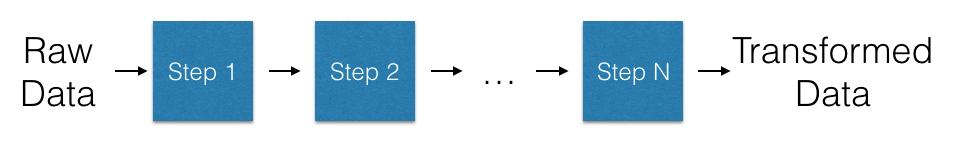 Raw
Data
Step 1
Step 2
...
Step N
Transformed
Data